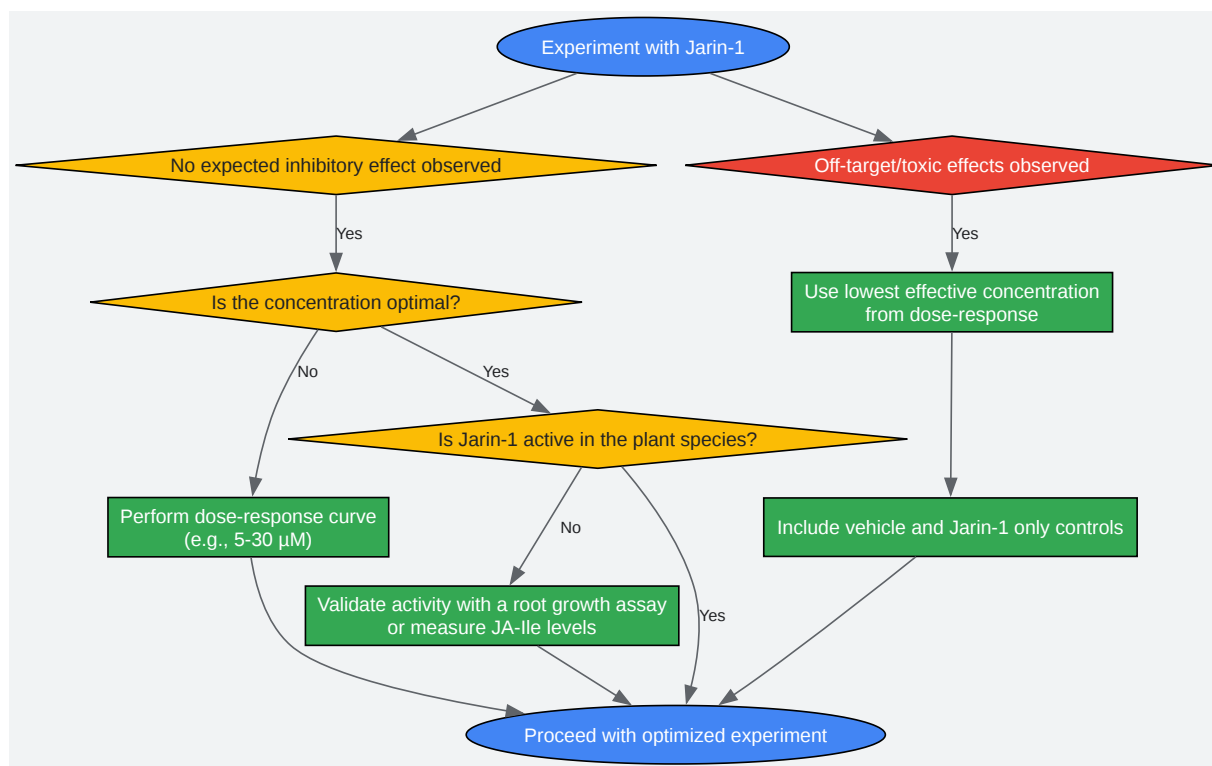 Experiment with Jarin-1
No expected inhibitory effect observed
Off-target/toxic effects observed
Yes
Yes
Is the concentration optimal?
Use lowest effective concentration
from dose-response
No
Yes
Is Jarin-1 active in the plant species?
Perform dose-response curve
(e.g., 5-30 µM)
Include vehicle and Jarin-1 only controls
No
Validate activity with a root growth assay
or measure JA-Ile levels
Yes
Proceed with optimized experiment